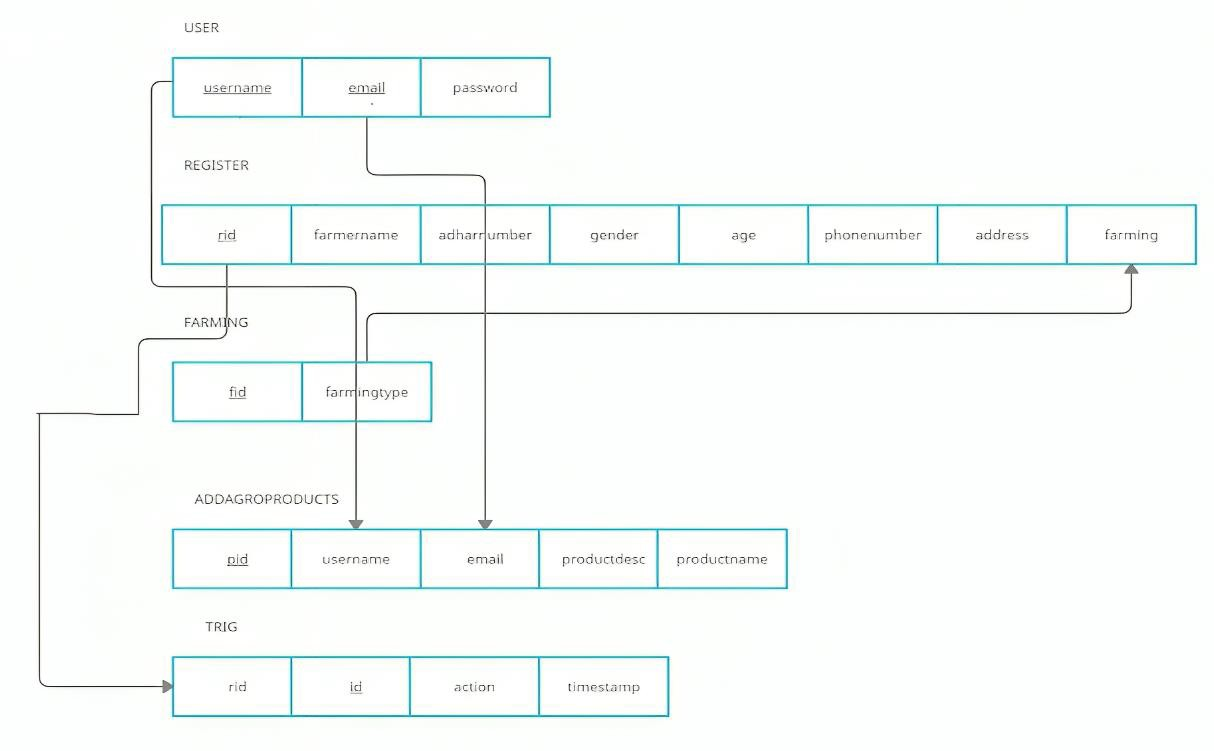 USER
username email password
REGISTER
rid farmername adharnumber gender age phonenumber address farming
FARMING
fid farmingtype
ADDAGROPRODUCTS
pid username email productdesc productname
TRIG
rid id action timestamp